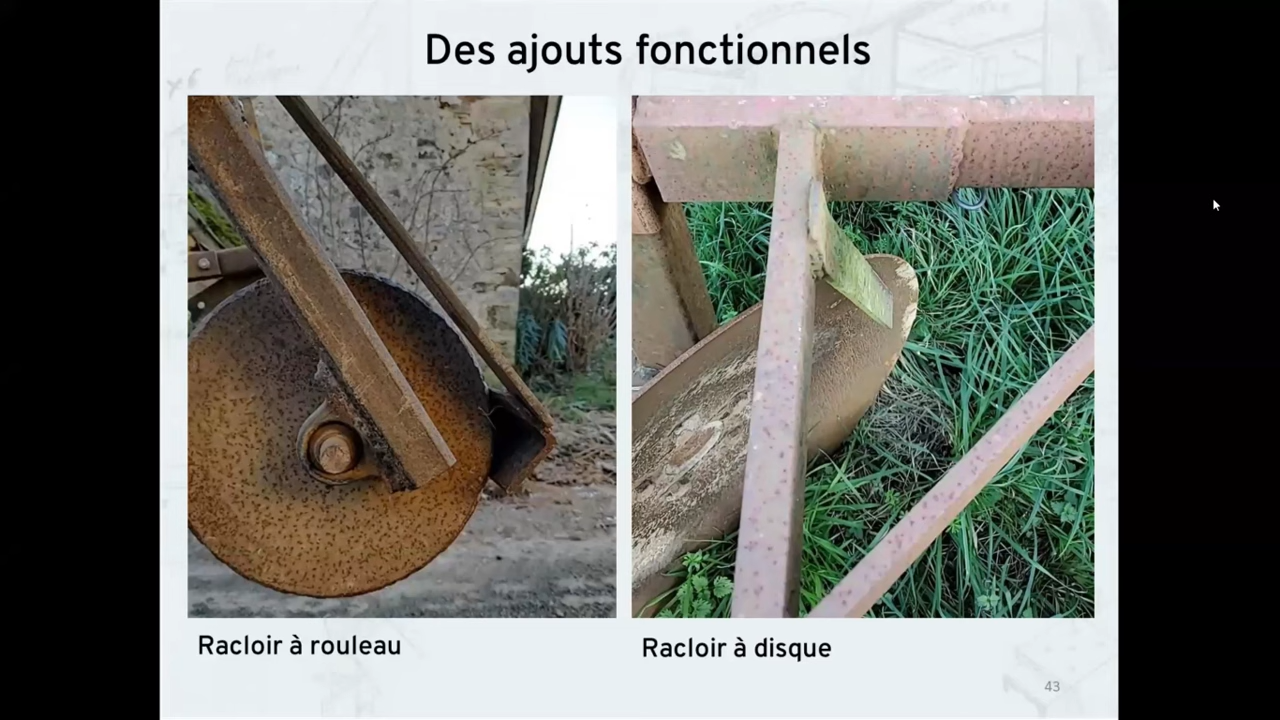 Des ajouts fonctionnels
Racloir à rouleau
Racloir à disque
43